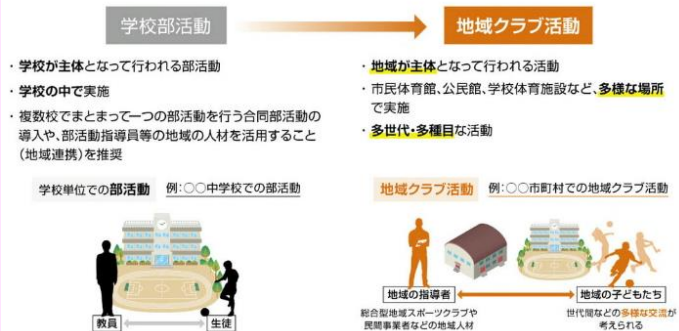 学校部活動
地域クラブ活動
・学校が主体となって行われる部活動
・学校の中で実施
・複数校でまとまって一つの部活動を行う合同部活動の
導入や、部活動指導員等の地域の人材を活用すること
(地域連携)を推奨
・地域が主体となって行われる活動
・市民体育館、公民館、学校体育施設など、多様な場所
で実施
・多世代・多種目な活動
学校単位での部活動 例:○○中学校での部活動
教員
生徒
地域クラブ活動 例:○○市町村での地域クラブ活動
地域の指導者
総合型地域スポーツクラブや
民間事業者などの地域人材
地域の子どもたち
世代間などの多様な交流が
考えられる